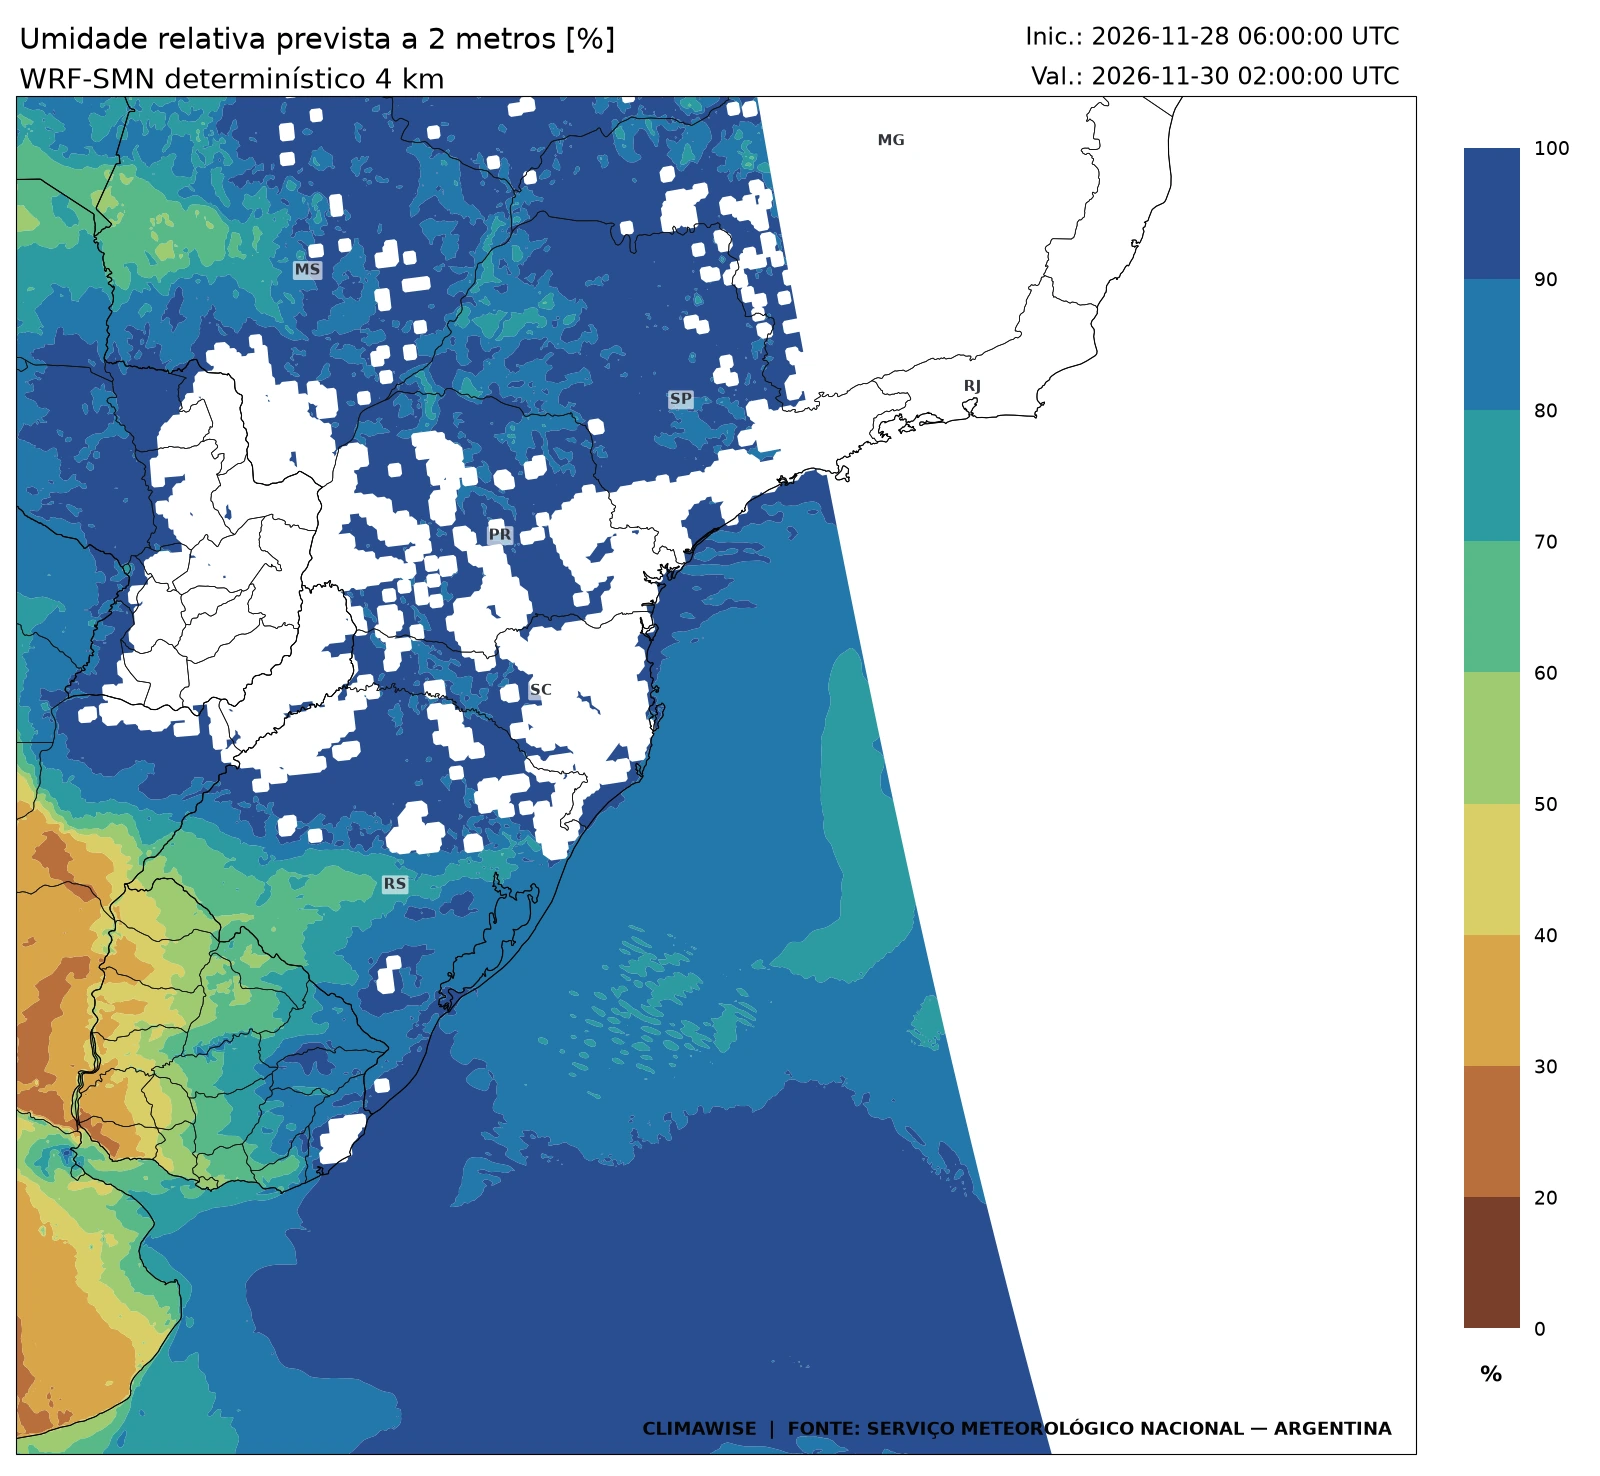 Umidade relativa prevista a 2 metros [%]
WRF-SMN determinístico 4 km
Inic.: 2026-11-28 06:00:00 UTC
Val.: 2026-11-30 02:00:00 UTC
MG
MS
RJ
SP
PR
SC
RS
100
90
80
70
60
50
40
30
20
0
%
CLIMAWISE | FONTE: SERVIÇO METEOROLÓGICO NACIONAL — ARGENTINA